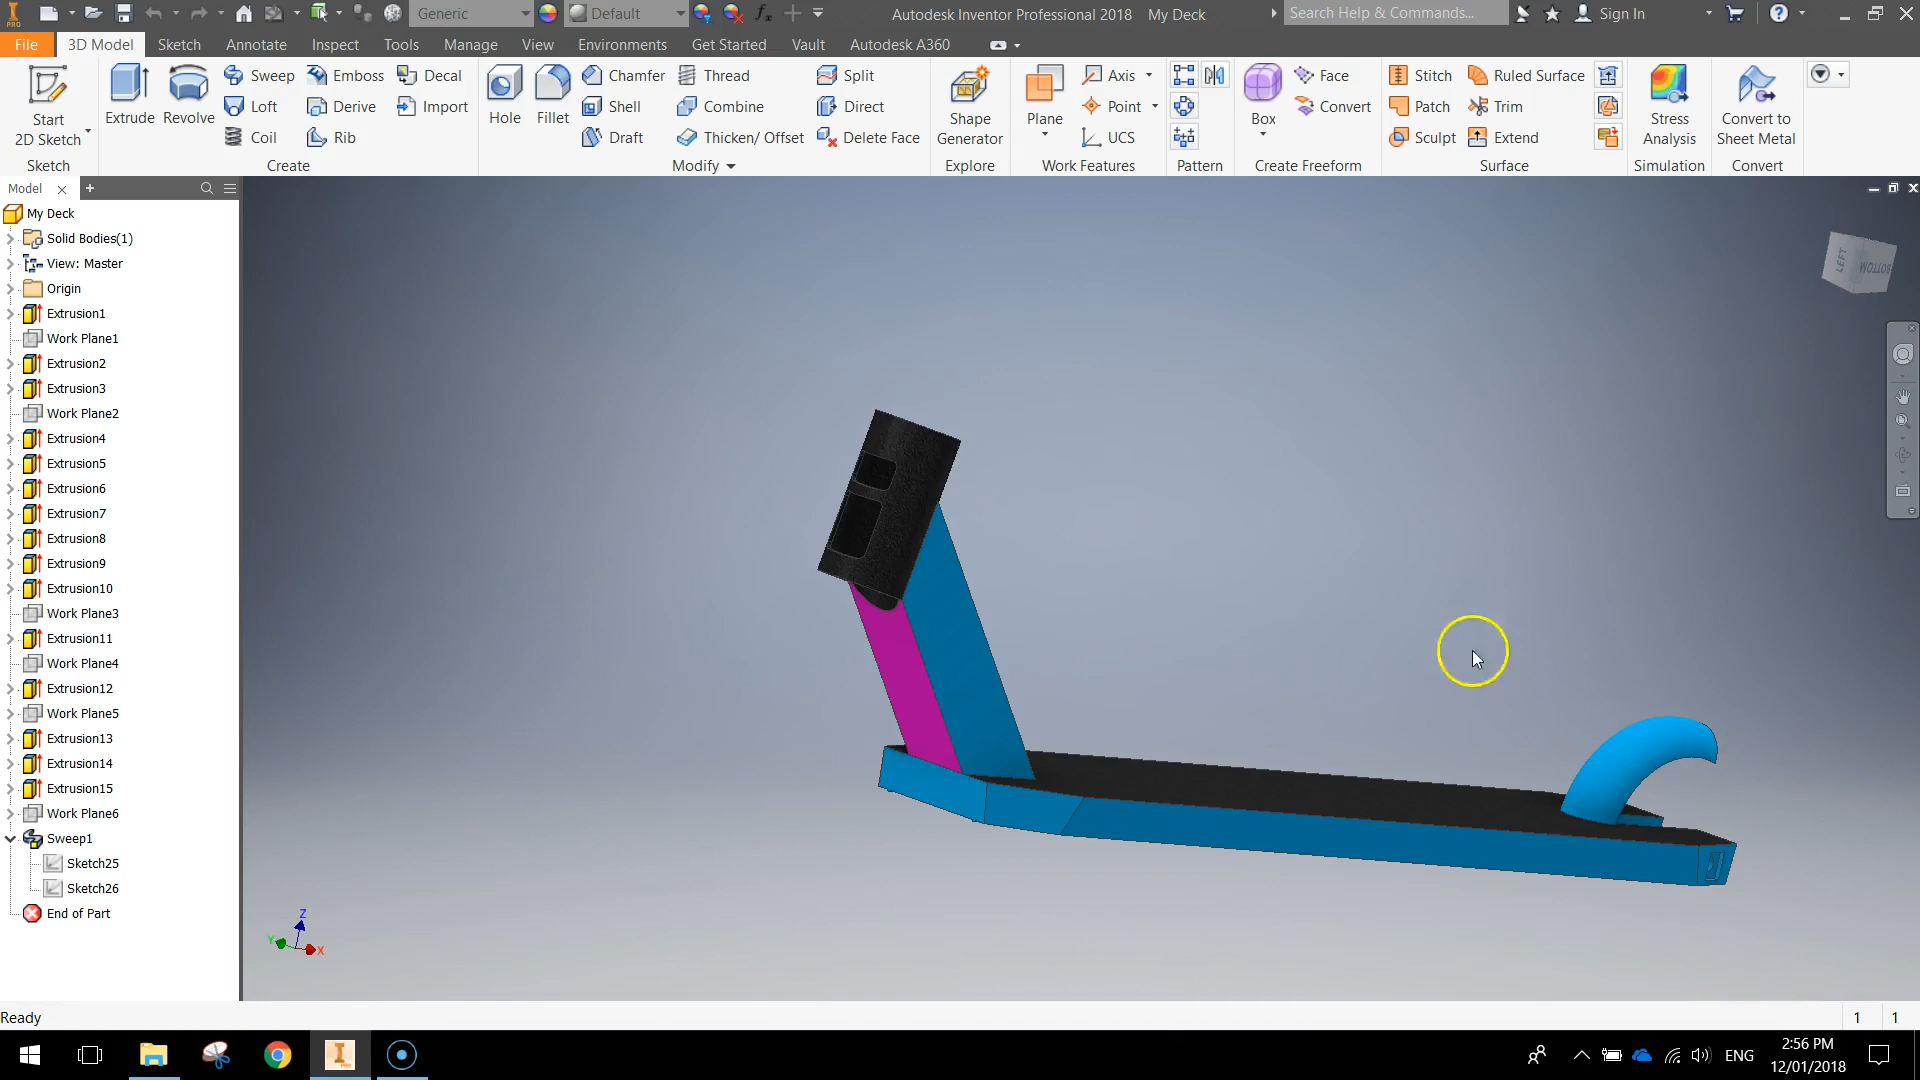 Generic
Default
Autodesk Inventor Professional 2018 My Deck
Search Help & Commands...
Sign In
PRO
File 3D Model Sketch Annotate Inspect Tools Manage View Environments Get Started Vault Autodesk A360
Start
2D Sketch
Sketch
Extrude
Revolve
Sweep
Loft
Coil
Emboss
Derive
Rib
Decal
Import
Create
Hole
Fillet
Chamfer
Shell
Draft
Thread
Combine
Thicken/ Offset
Split
Direct
Delete Face
Modify
Shape
Generator
Explore
Plane
Axis
Point
UCS
Work Features
Pattern
Box
Face
Convert
Create Freeform
Stitch
Patch
Sculpt
Ruled Surface
Trim
Extend
Surface
Stress
Analysis
Simulation
Convert to
Sheet Metal
Convert
Model
My Deck
Solid Bodies(1)
View: Master
Origin
Extrusion1
Work Plane1
Extrusion2
Extrusion3
Work Plane2
Extrusion4
Extrusion5
Extrusion6
Extrusion7
Extrusion8
Extrusion9
Extrusion10
Work Plane3
Extrusion11
Work Plane4
Extrusion12
Work Plane5
Extrusion13
Extrusion14
Extrusion15
Work Plane6
Sweep1
Sketch25
Sketch26
End of Part
LEFT
BOTTOM
Z
Y
X
Ready
1 1
ENG
2:56 PM
12/01/2018